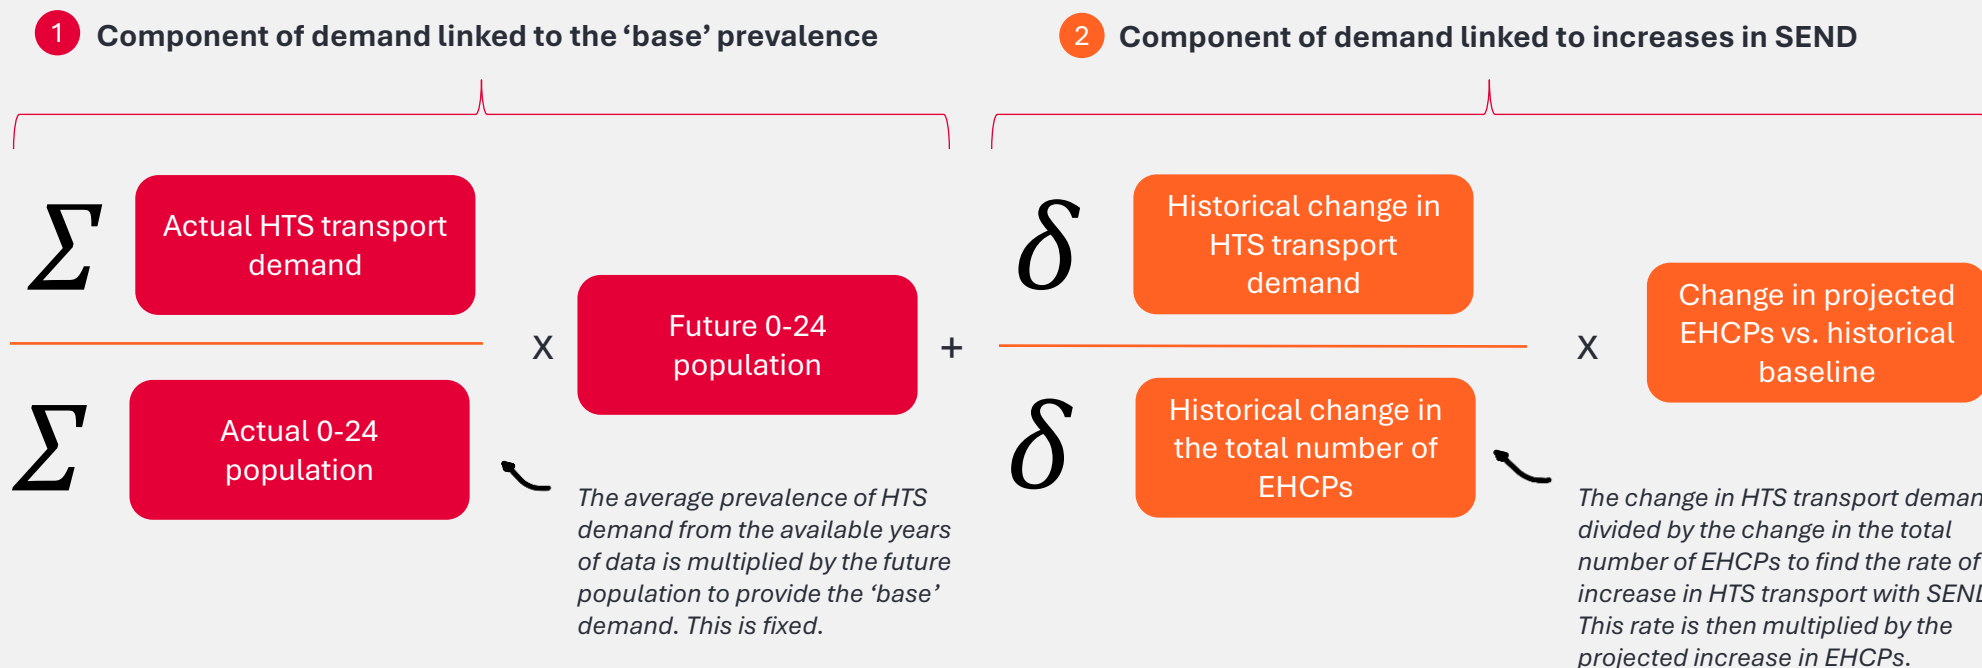 1 Component of demand linked to the ‘base’ prevalence
2 Component of demand linked to increases in SEND
Σ
Actual HTS transport
demand
Σ
Actual 0-24
population
X
Future 0-24
population
+
The average prevalence of HTS
demand from the available years
of data is multiplied by the future
population to provide the ‘base’
demand. This is fixed.
δ
Historical change in
HTS transport
demand
δ
Historical change in
the total number of
EHCPs
X
Change in projected
EHCPs vs. historical
baseline
The change in HTS transport deman
divided by the change in the total
number of EHCPs to find the rate of
increase in HTS transport with SEND
This rate is then multiplied by the
projected increase in EHCPs.